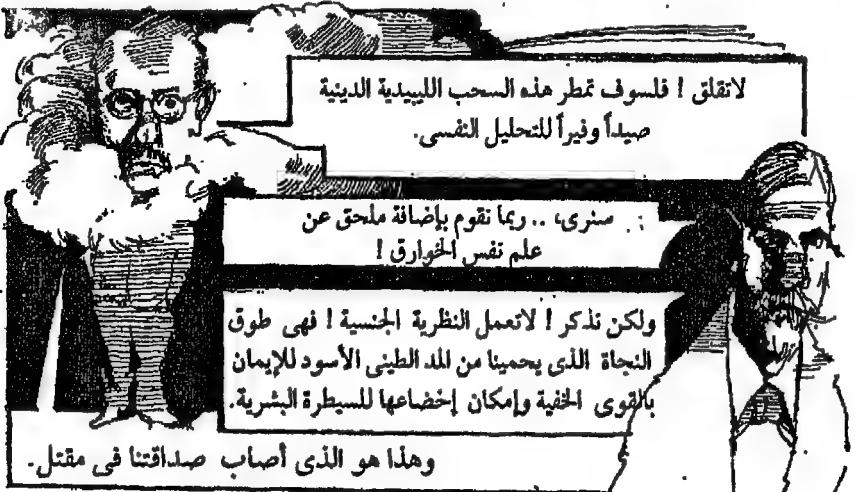 لاتقلق ! فلسوف تمطر هذه السحب الليبيدية الدينية
صيداً وفيراً للتحليل النفسى.
سنرى، .. ربما نقوم بإضافة ملحق عن
علم نفس الخوارق !
ولكن تذكر ! لاتعمل النظرية الجنسية ! فهى طوق
النجاة الذى يحمينا من المد الطينى الأسود للإيمان
بالقوى الخفية وإمكان إخضاعها للسيطرة البشرية.
وهذا هو الذى أصاب صداقتنا فى مقتل.